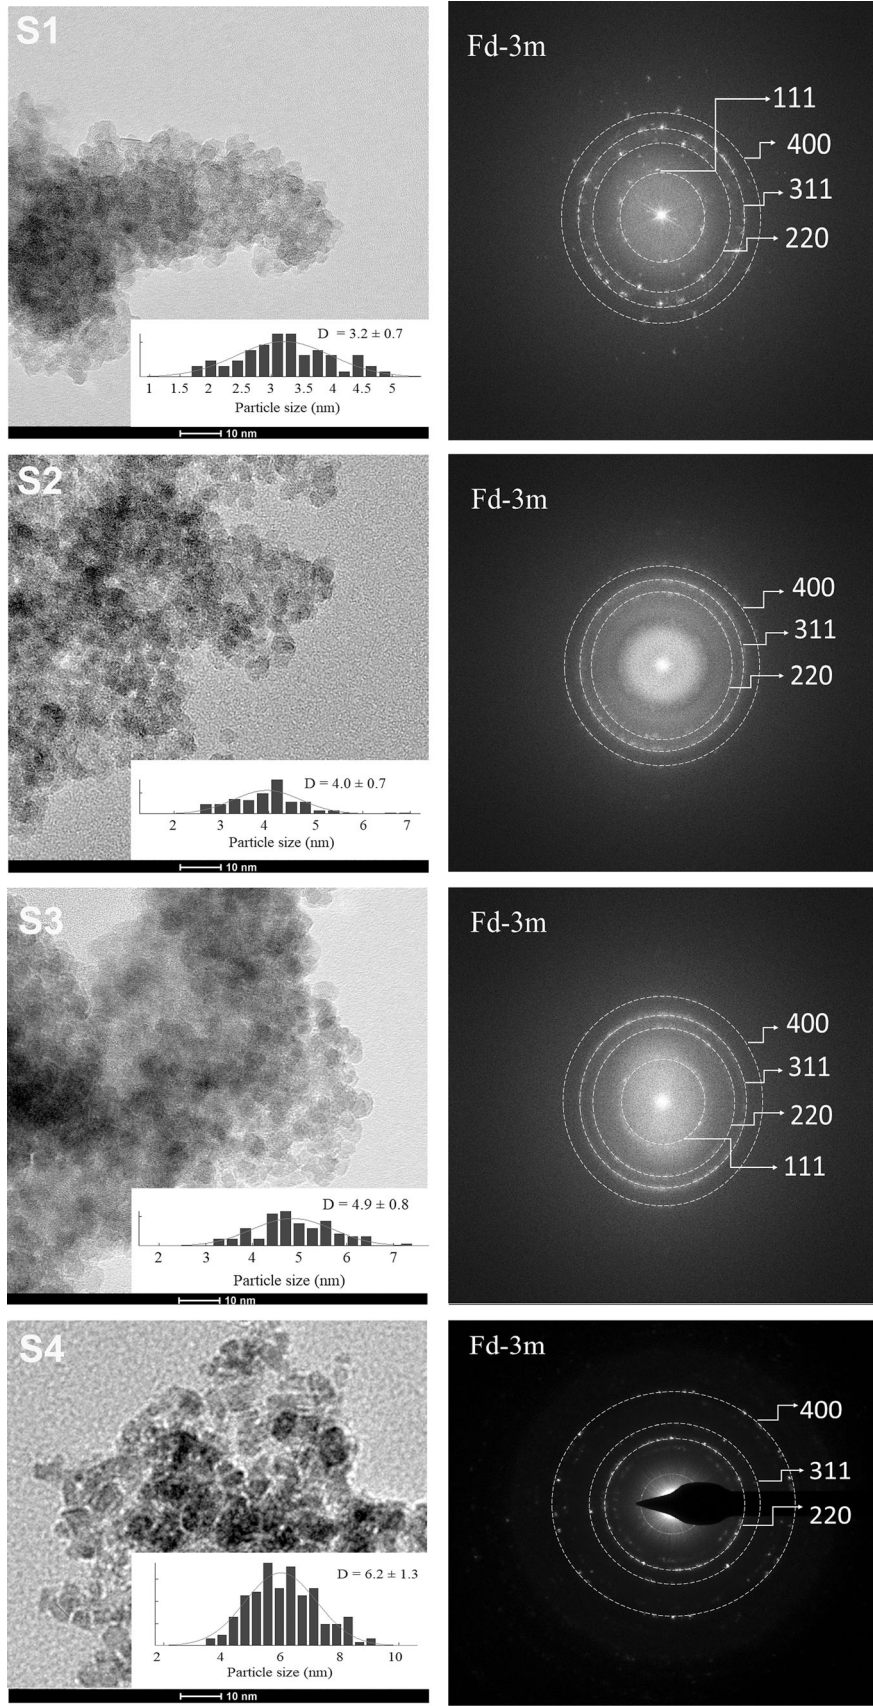 S1
D = 3.2 ± 0.7
1 1.5 2 2.5 3 3.5 4 4.5 5
Particle size (nm)
10 nm
Fd-3m
111
400
311
220
S2
D = 4.0 ± 0.7
2 3 4 5 6 7
Particle size (nm)
10 nm
Fd-3m
400
311
220
S3
D = 4.9 ± 0.8
2 3 4 5 6 7
Particle size (nm)
10 nm
Fd-3m
400
311
220
111
S4
D = 6.2 ± 1.3
2 4 6 8 10
Particle size (nm)
10 nm
Fd-3m
400
311
220